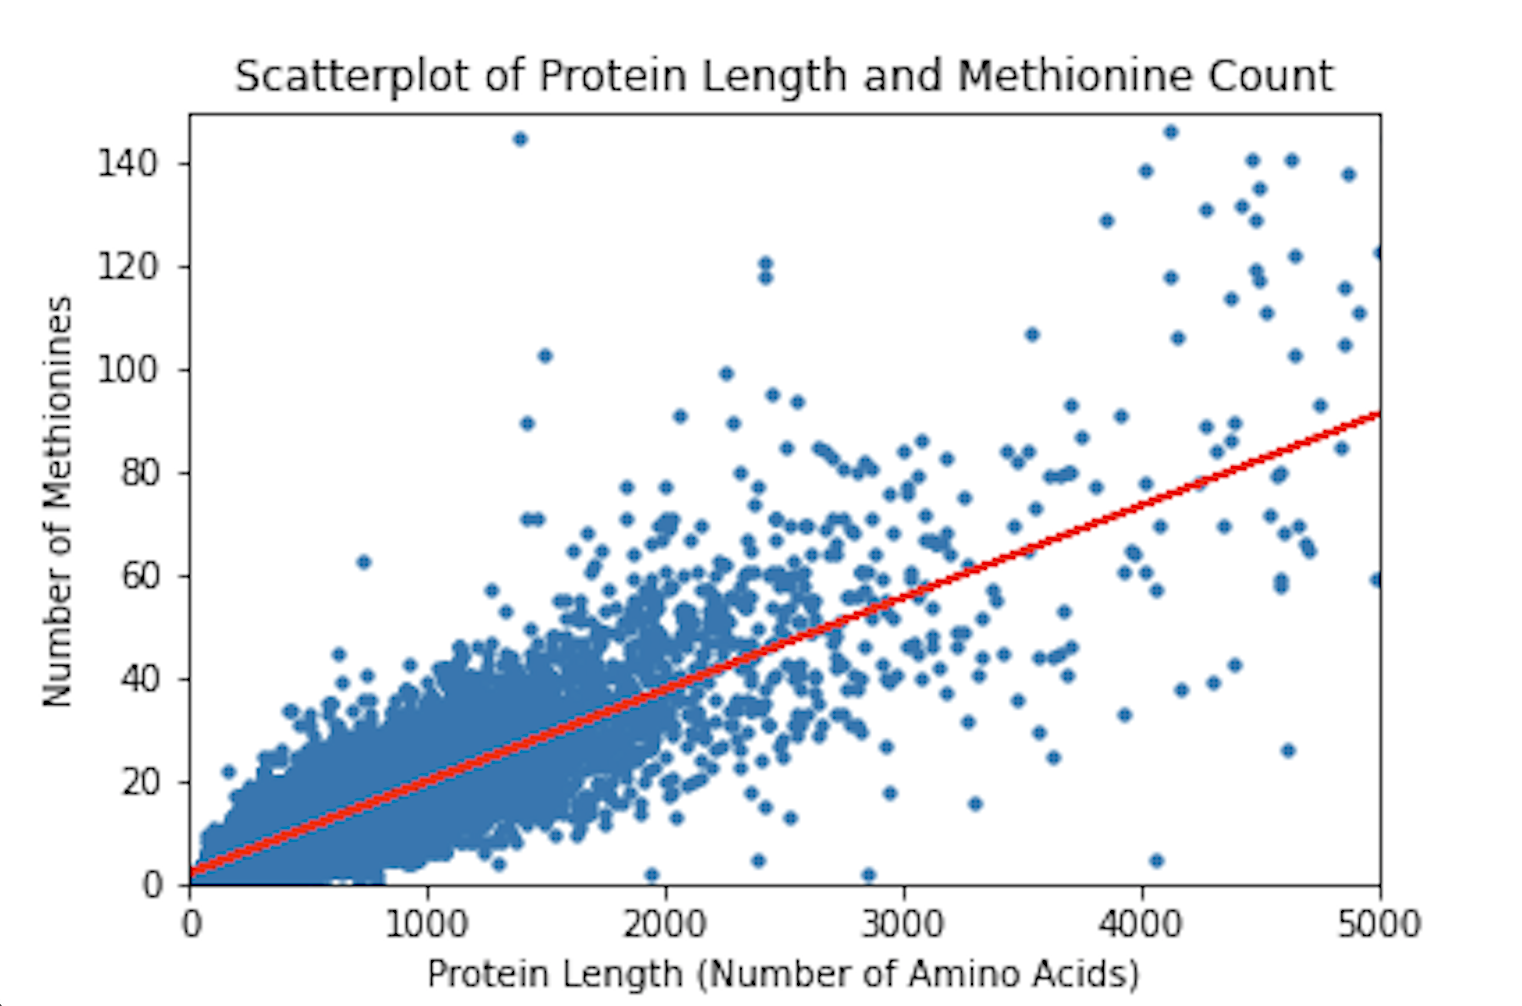 Scatterplot of Protein Length and Methionine Count
140
120
100
80
60
40
20
0
Number of Methionines
0 1000 2000 3000 4000 5000
Protein Length (Number of Amino Acids)